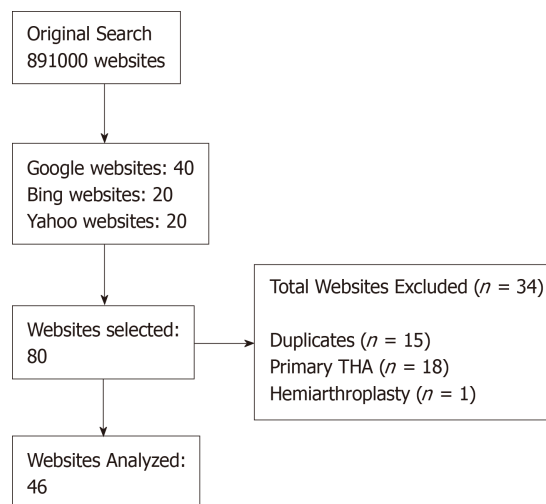 Original Search
891000 websites
Google websites: 40
Bing websites: 20
Yahoo websites: 20
Websites selected:
80
Total Websites Excluded (n = 34)
Duplicates (n = 15)
Primary THA (n = 18)
Hemiarthroplasty (n = 1)
Websites Analyzed:
46